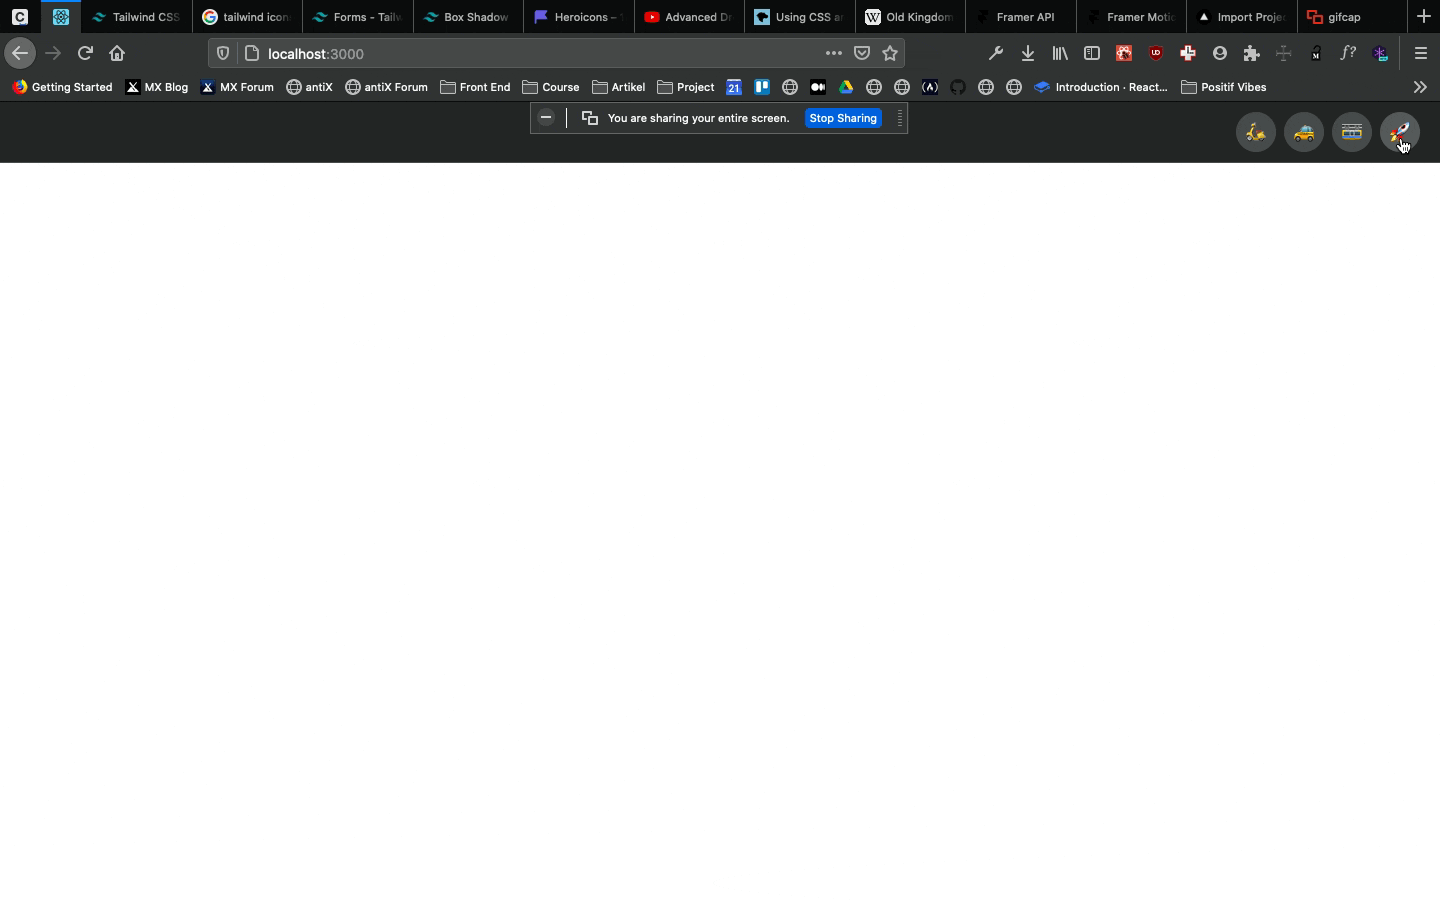 C Tailwind CSS tailwind icon Forms - Tailw Box Shadow Heroicons – Advanced Dr Using CSS an Old Kingdom Framer API Framer Motio Import Projec gifcap
localhost:3000
Getting Started MX Blog MX Forum antiX antiX Forum Front End Course Artikel Project 21 Introduction · React... Positif Vibes
You are sharing your entire screen. Stop Sharing